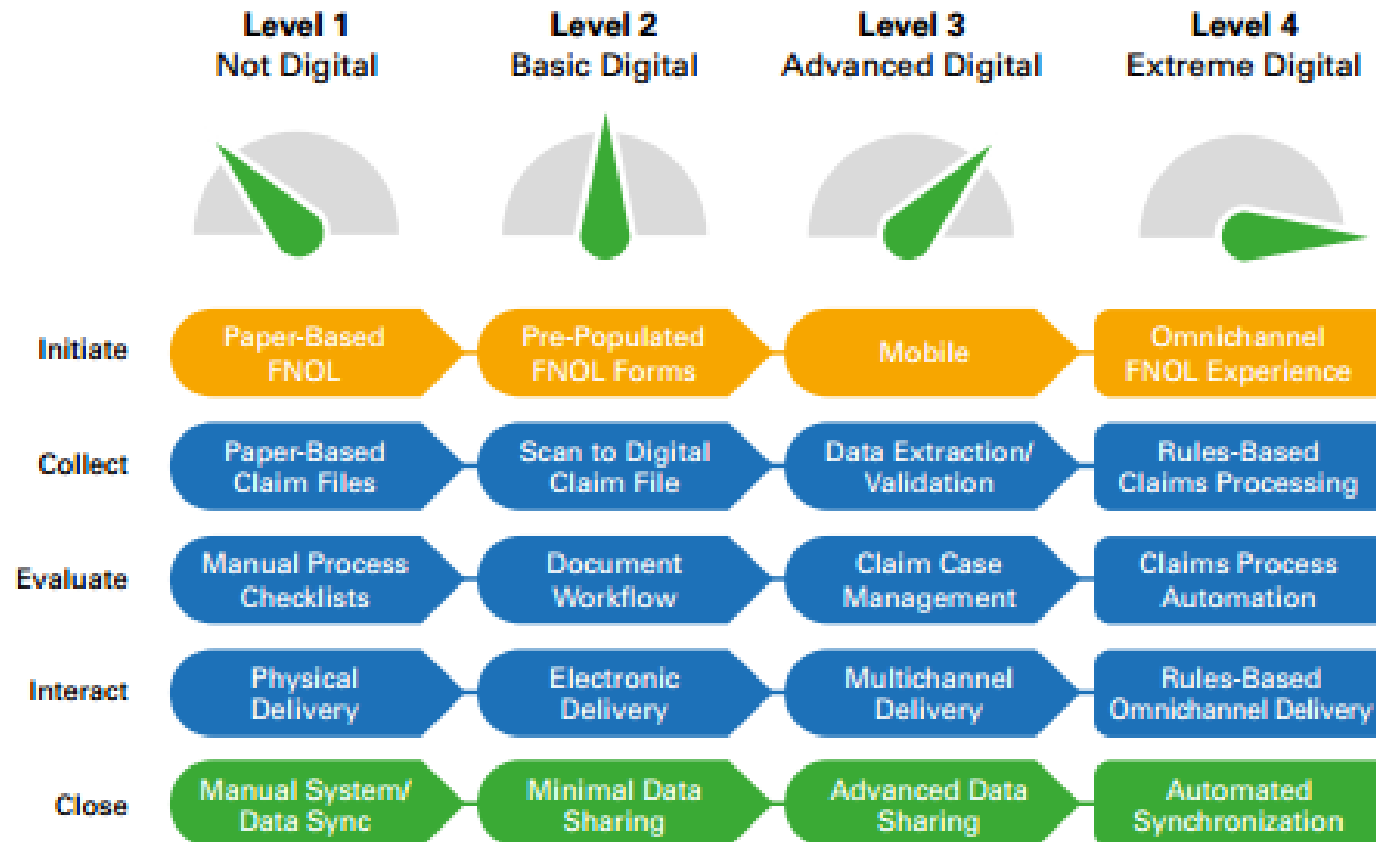 Level 1
Not Digital
Level 2
Basic Digital
Level 3
Advanced Digital
Level 4
Extreme Digital
Initiate
Paper-Based
FNOL
Pre-Populated
FNOL Forms
Mobile
Omnichannel
FNOL Experience
Collect
Paper-Based
Claim Files
Scan to Digital
Claim File
Data Extraction/
Validation
Rules-Based
Claims Processing
Evaluate
Manual Process
Checklists
Document
Workflow
Claim Case
Management
Claims Process
Automation
Interact
Physical
Delivery
Electronic
Delivery
Multichannel
Delivery
Rules-Based
Omnichannel Delivery
Close
Manual System/
Data Sync
Minimal Data
Sharing
Advanced Data
Sharing
Automated
Synchronization